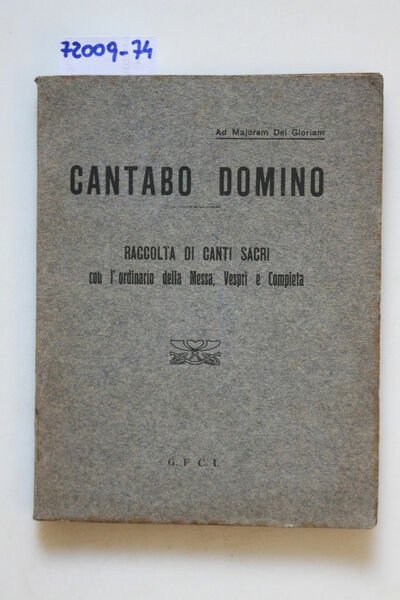 72009-74
Ad Majorem Dei Gloriam
CANTABO DOMINO
RACCOLTA DI CANTI SACRI
con l'ordinario della Messa, Vespri e Compieta
G. F. C. I.